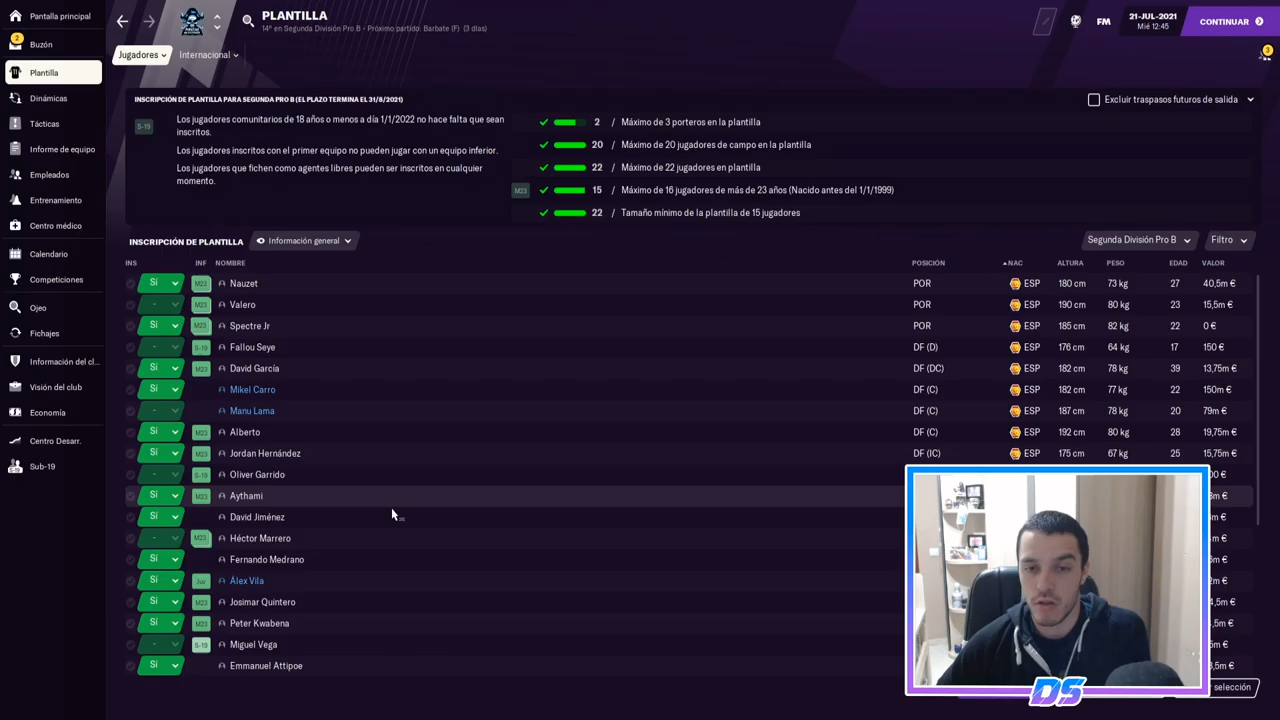 Pantalla principal
2
Buzón
Plantilla
Dinámicas
Tácticas
Informe de equipo
Empleados
Entrenamiento
Centro médico
Calendario
Competiciones
Ojeo
Fichajes
Información del cl...
Visión del club
Economía
Centro Desarr.
Sub-19
PLANTILLA
14º en Segunda División Pro B - Próximo partido: Barbate (F) (3 días)
FM
21-JUL-2021
Mié 12:45
CONTINUAR
3
Jugadores
Internacional
INSCRIPCIÓN DE PLANTILLA PARA SEGUNDA PRO B (EL PLAZO TERMINA EL 31/8/2021)
Excluir traspasos futuros de salida
S-19
Los jugadores comunitarios de 18 años o menos a día 1/1/2022 no hace falta que sean
inscritos.
Los jugadores inscritos con el primer equipo no pueden jugar con un equipo inferior.
Los jugadores que fichen como agentes libres pueden ser inscritos en cualquier
momento.
2 / Máximo de 3 porteros en la plantilla
20 / Máximo de 20 jugadores de campo en la plantilla
22 / Máximo de 22 jugadores en plantilla
M23 15 / Máximo de 16 jugadores de más de 23 años (Nacido antes del 1/1/1999)
22 / Tamaño mínimo de la plantilla de 15 jugadores
INSCRIPCIÓN DE PLANTILLA Información general Segunda División Pro B Filtro
INS INF NOMBRE POSICIÓN NAC ALTURA PESO EDAD VALOR
Sí M23 Nauzet POR ESP 180 cm 73 kg 27 40,5m €
- M23 Valero POR ESP 190 cm 80 kg 23 15,5m €
Sí M23 Spectre Jr POR ESP 185 cm 82 kg 22 0 €
- S-19 Fallou Seye DF (D) ESP 176 cm 64 kg 17 150 €
Sí M23 David García DF (DC) ESP 182 cm 78 kg 39 13,75m €
Sí Mikel Carro DF (C) ESP 182 cm 77 kg 22 150m €
- Manu Lama DF (C) ESP 187 cm 78 kg 20 79m €
Sí M23 Alberto DF (C) ESP 192 cm 80 kg 28 19,75m €
Sí M23 Jordan Hernández DF (IC) ESP 175 cm 67 kg 25 15,75m €
- S-19 Oliver Garrido
Sí M23 Aythami
Sí David Jiménez
- M23 Héctor Marrero
Sí Fernando Medrano
Sí Jw Álex Vila
Sí M23 Josimar Quintero
Sí M23 Peter Kwabena
- S-19 Miguel Vega
Sí Emmanuel Attipoe
selección
DS